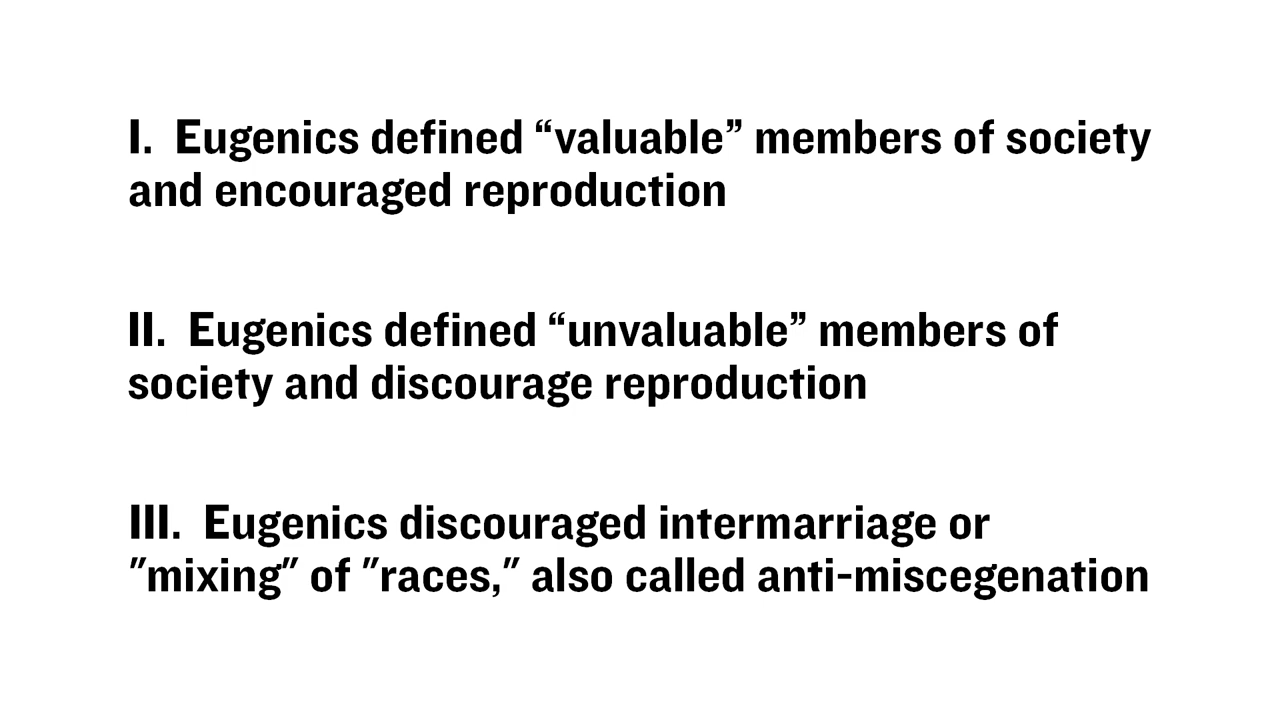 I.  Eugenics defined “valuable” members of society
and encouraged reproduction
II.  Eugenics defined “unvaluable” members of
society and discourage reproduction
III.  Eugenics discouraged intermarriage or
"mixing" of "races," also called anti-miscegenation